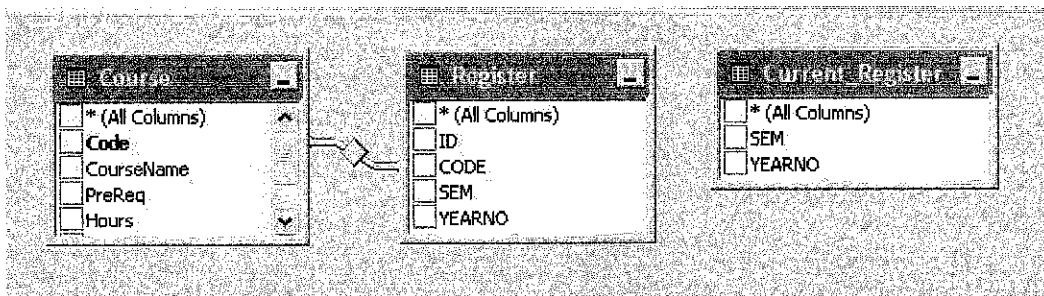 Course
* (All Columns)
Code
CourseName
PreReq
Hours
Register
* (All Columns)
ID
CODE
SEM
YEARNO
Current_Register
* (All Columns)
SEM
YEARNO